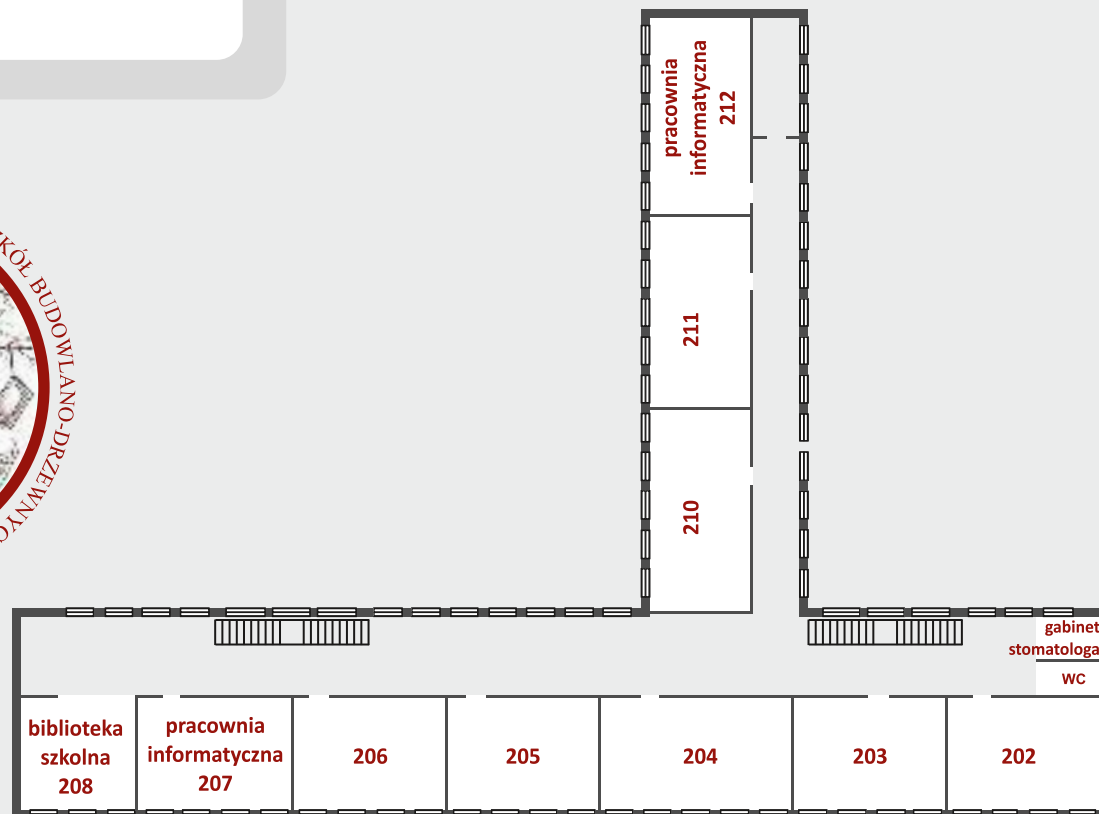 pracownia
informatyczna
212
211
210
KÓŁ BUDOWLANO-DRZEWNYC
gabinet
stomatologa
WC
biblioteka
szkolna
208
pracownia
informatyczna
207
206
205
204
203
202